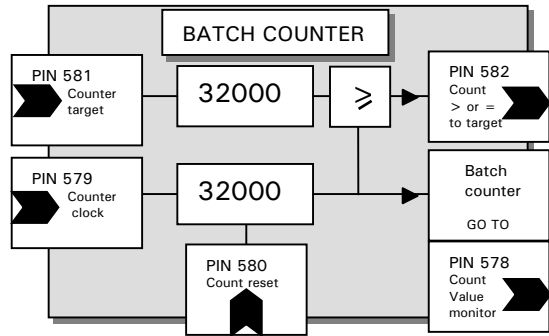 BATCH COUNTER
PIN 581
Counter
target
32000
≥
PIN 582
Count
> or =
to target
PIN 579
Counter
clock
32000
Batch
counter
GO TO
PIN 580
Count reset
PIN 578
Count
Value
monitor